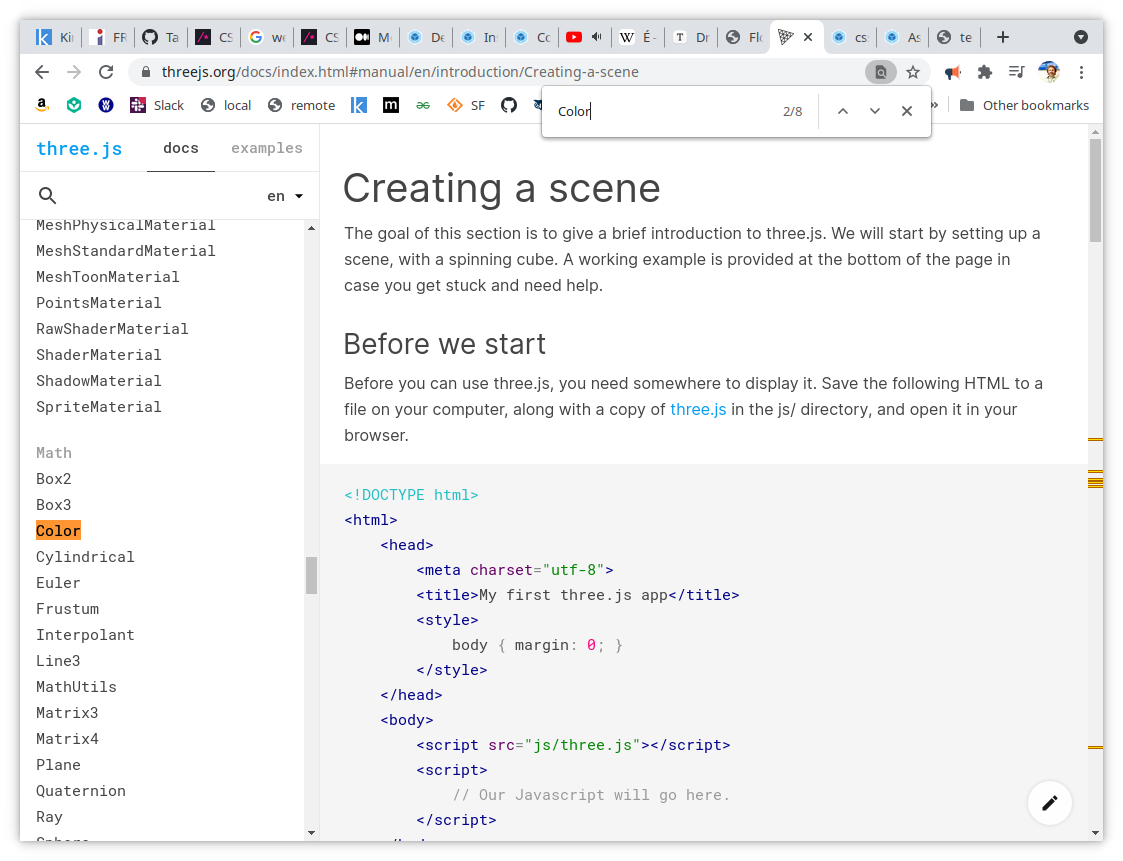 Kir
FR
Ta
CS
we
CS
M
De
In
Co
É -
Dr
Flo
cs
As
te
threejs.org/docs/index.html#manual/en/introduction/Creating-a-scene
Slack
local
remote
SF
Other bookmarks
Color
2/8
three.js
docs
examples
en
MeshPhysicalMaterial
MeshStandardMaterial
MeshToonMaterial
PointsMaterial
RawShaderMaterial
ShaderMaterial
ShadowMaterial
SpriteMaterial
Math
Box2
Box3
Color
Cylindrical
Euler
Frustum
Interpolant
Line3
MathUtils
Matrix3
Matrix4
Plane
Quaternion
Ray
Sphere
Creating a scene
The goal of this section is to give a brief introduction to three.js. We will start by setting up a
scene, with a spinning cube. A working example is provided at the bottom of the page in
case you get stuck and need help.
Before we start
Before you can use three.js, you need somewhere to display it. Save the following HTML to a
file on your computer, along with a copy of three.js in the js/ directory, and open it in your
browser.
<!DOCTYPE html>
<html>
<head>
<meta charset="utf-8">
<title>My first three.js app</title>
<style>
body { margin: 0; }
</style>
</head>
<body>
<script src="js/three.js"></script>
<script>
// Our Javascript will go here.
</script>